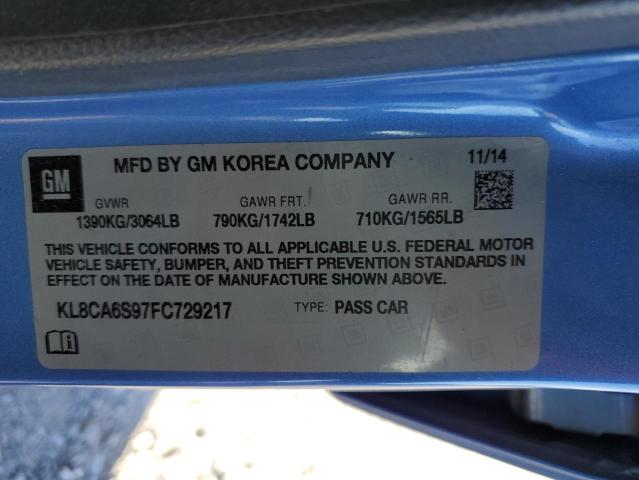 GM
MFD BY GM KOREA COMPANY 11/14
GVWR GAWR FRT. GAWR RR.
1390KG/3064LB 790KG/1742LB 710KG/1565LB
THIS VEHICLE CONFORMS TO ALL APPLICABLE U.S. FEDERAL MOTOR
VEHICLE SAFETY, BUMPER, AND THEFT PREVENTION STANDARDS IN
EFFECT ON THE DATE OF MANUFACTURE SHOWN ABOVE.
KL8CA6S97FC729217 TYPE: PASS CAR